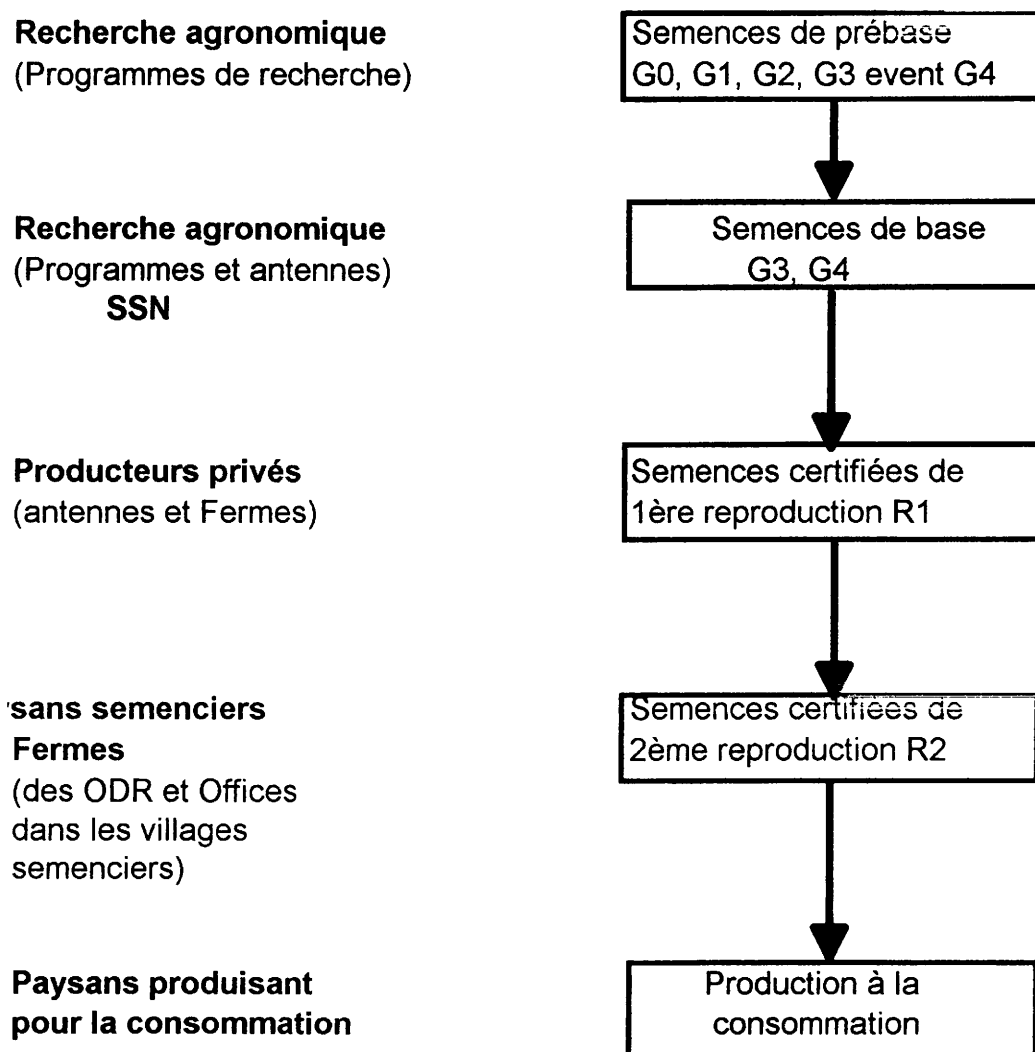 Recherche agronomique
(Programmes de recherche)
Semences de prébase
G0, G1, G2, G3 event G4
Recherche agronomique
(Programmes et antennes)
SSN
Semences de base
G3, G4
Producteurs privés
(antennes et Fermes)
Semences certifiées de
1ère reproduction R1
sans semenciers
Fermes
(des ODR et Offices
dans les villages
semenciers)
Semences certifiées de
2ème reproduction R2
Paysans produisant
pour la consommation
Production à la
consommation